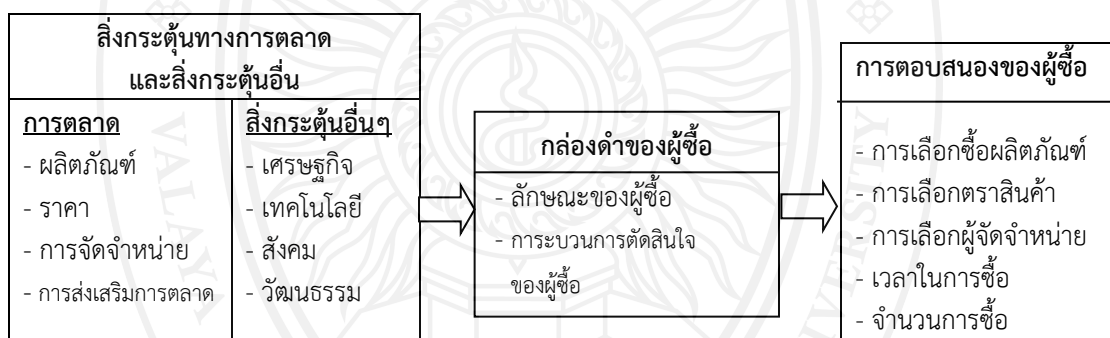 สิ่งกระตุ้นทางการตลาด
และสิ่งกระตุ้นอื่น
การตลาด
- ผลิตภัณฑ์
- ราคา
- การจัดจำหน่าย
- การส่งเสริมการตลาด
สิ่งกระตุ้นอื่นๆ
- เศรษฐกิจ
- เทคโนโลยี
- สังคม
- วัฒนธรรม
กล่องดำของผู้ซื้อ
- ลักษณะของผู้ซื้อ
- การะบวนการตัดสินใจ
ของผู้ซื้อ
การตอบสนองของผู้ซื้อ
- การเลือกซื้อผลิตภัณฑ์
- การเลือกตราสินค้า
- การเลือกผู้จัดจำหน่าย
- เวลาในการซื้อ
- จำนวนการซื้อ
VALAYA
VERSITY